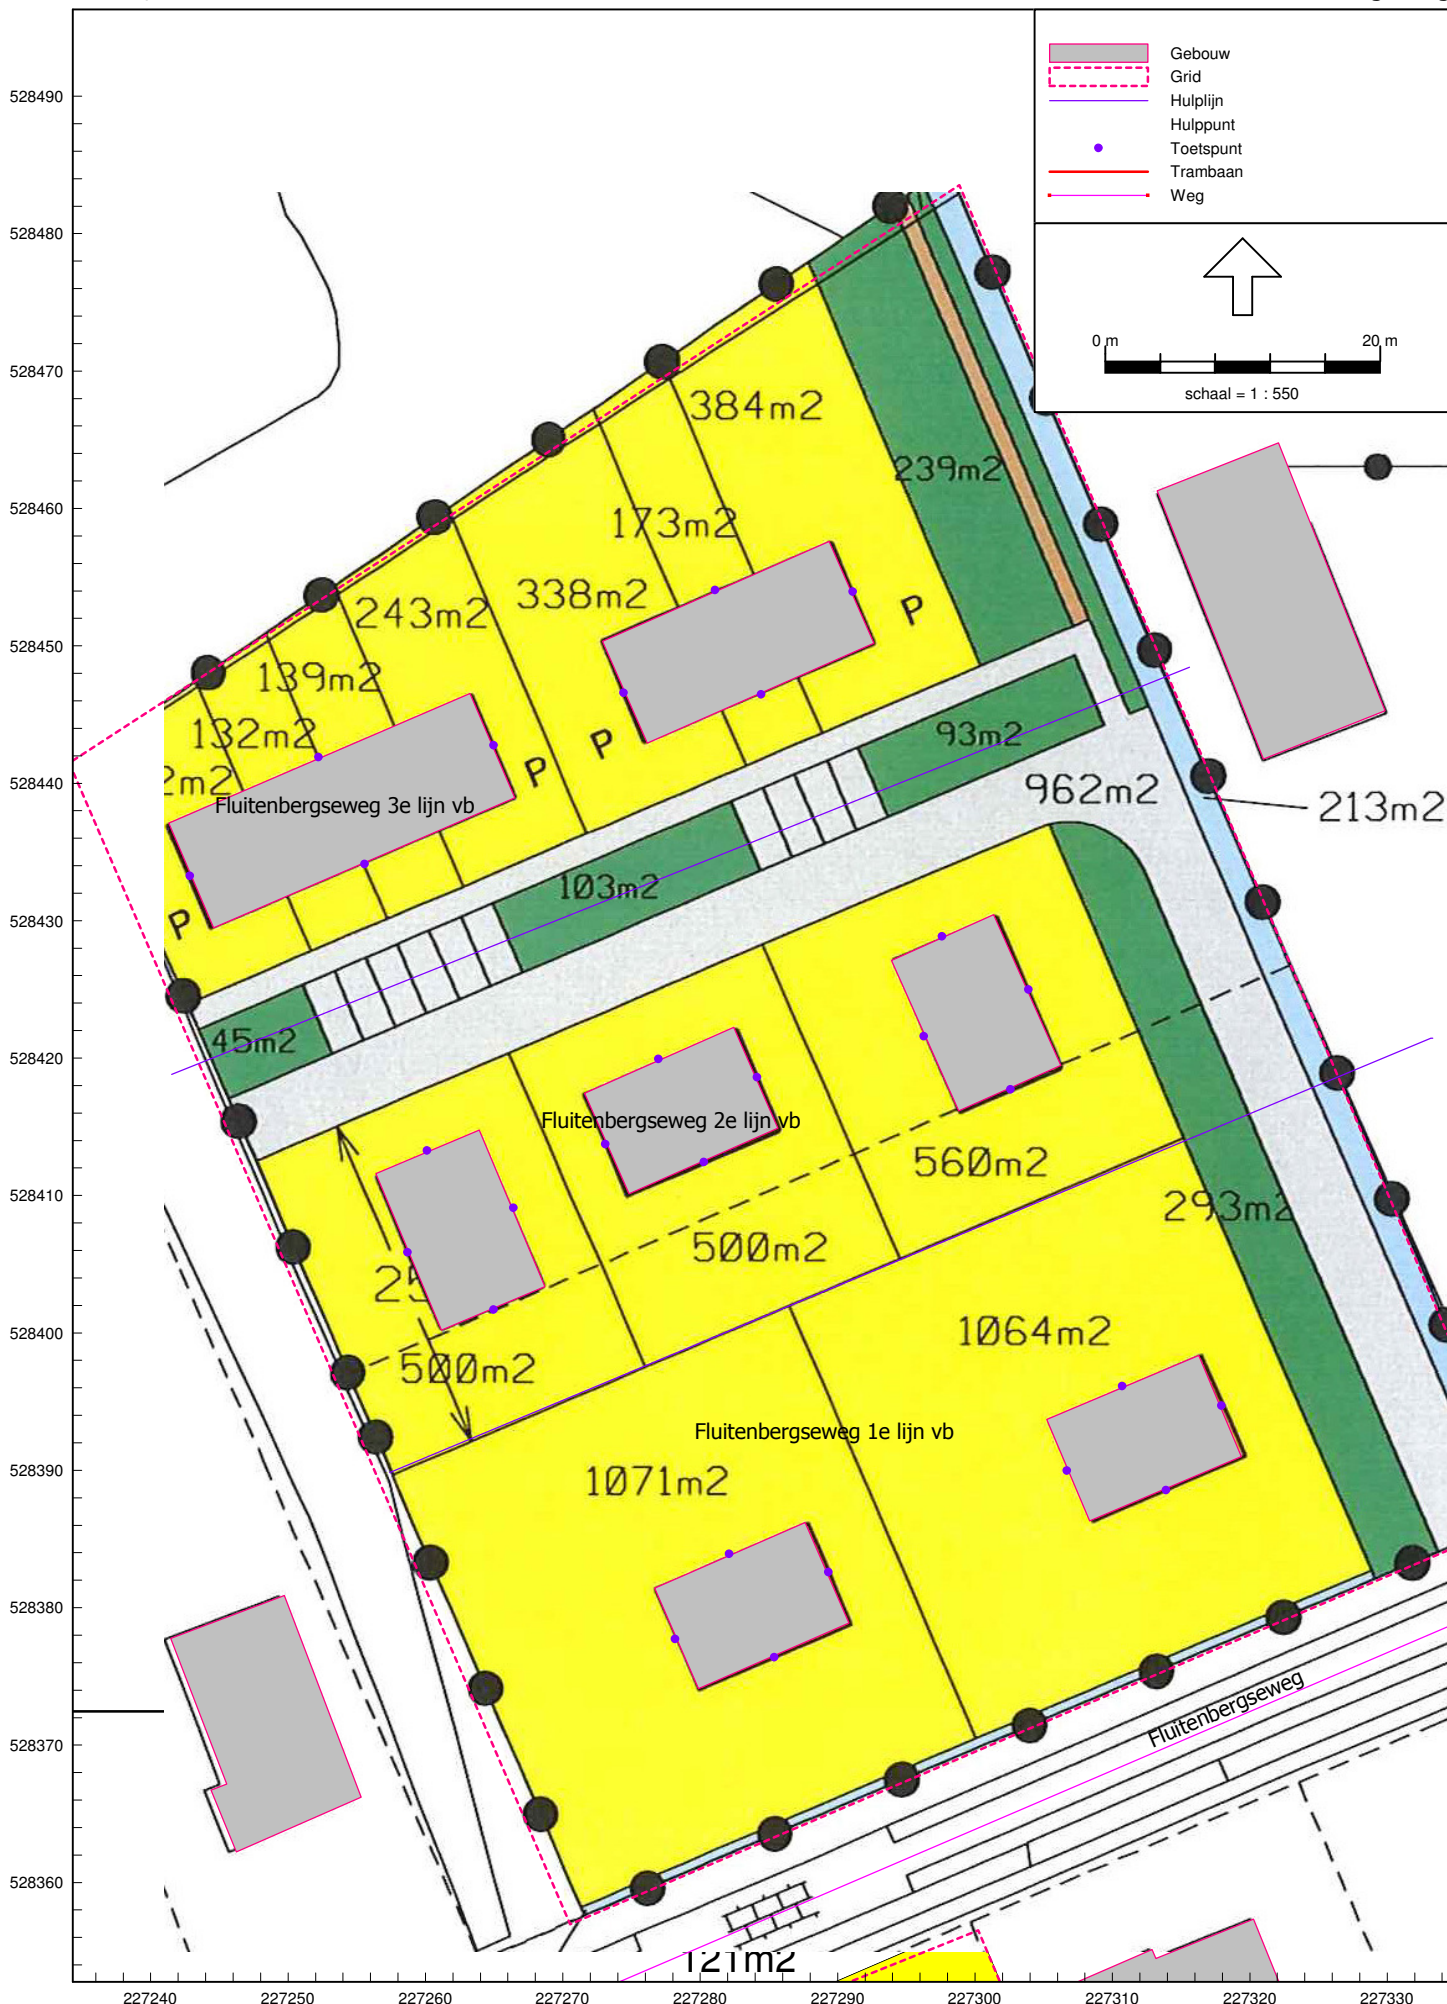 Gebouw
Grid
Hulplijn
Hulppunt
Toetspunt
Trambaan
Weg
0 m 20 m
schaal = 1 : 550
528490
528480
528470
528460
528450
528440
528430
528420
528410
528400
528390
528380
528370
528360
384m2
239m2
173m2
338m2
243m2
139m2
132m2
2m2
P
P
P
P
Fluitenbergseweg 3e lijn vb
93m2
962m2
213m2
103m2
45m2
Fluitenbergseweg 2e lijn vb
560m2
293m2
500m2
25
500m2
1064m2
Fluitenbergseweg 1e lijn vb
1071m2
Fluitenbergseweg
121m2
227240 227250 227260 227270 227280 227290 227300 227310 227320 227330